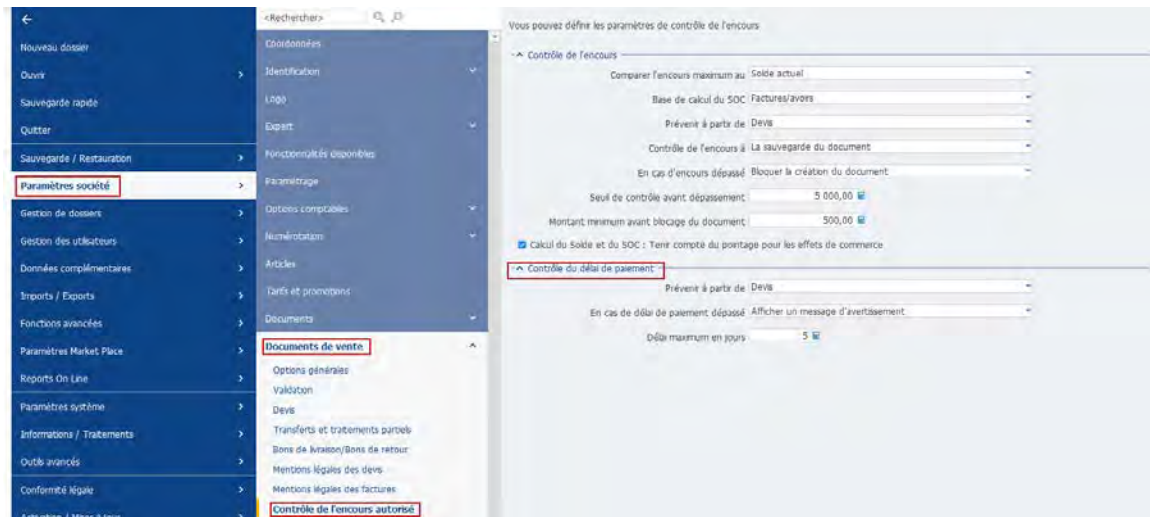 Nouveau dossier
Ouvrir
Sauvegarde rapide
Quitter
Sauvegarde / Restauration
Paramètres société
Gestion de dossiers
Gestion des utilisateurs
Données complémentaires
Imports / Exports
Fonctions avancées
Paramètres Market Place
Reports On Line
Paramètres système
Informations / Traitements
Outils avancés
Conformité légale
<Rechercher>
Coordonnées
Identification
Logo
Expert
Fonctionnalités disponibles
Paramétrage
Options comptables
Numérotation
Articles
Tarifs et promotions
Documents
Documents de vente
Options générales
Validation
Devis
Transferts et traitements partiels
Bons de livraison/Bons de retour
Mentions légales des devis
Mentions légales des factures
Contrôle de l'encours autorisé
Vous pouvez définir les paramètres de contrôle de l'encours
Contrôle de l'encours
Comparer l'encours maximum au Solde actuel
Base de calcul du SOC Factures/avoirs
Prévenir à partir de Devis
Contrôle de l'encours à La sauvegarde du document
En cas d'encours dépassé Bloquer la création du document
Seuil de contrôle avant dépassement 5 000,00
Montant minimum avant blocage du document 500,00
Calcul du Solde et du SOC : Tenir compte du pointage pour les effets de commerce
Contrôle du délai de paiement
Prévenir à partir de Devis
En cas de délai de paiement dépassé Afficher un message d'avertissement
Délai maximum en jours 5